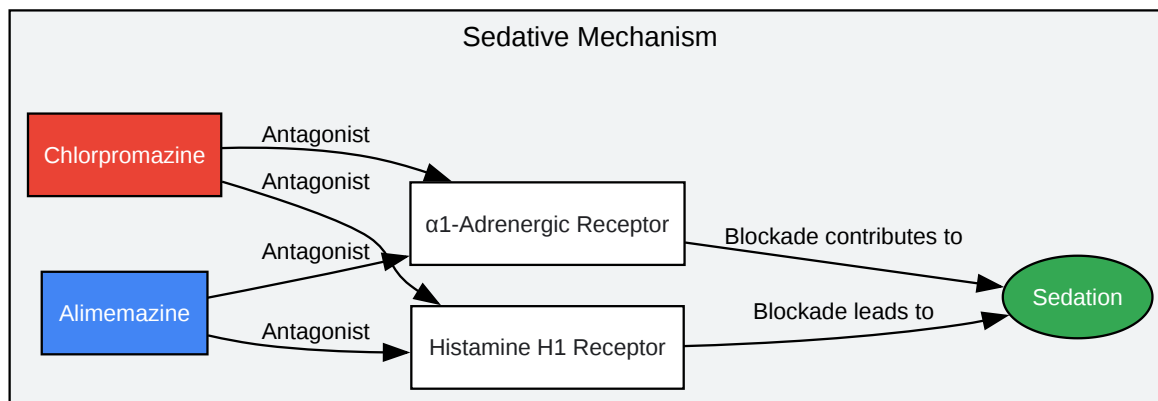 Sedative Mechanism
Chlorpromazine
Antagonist
Antagonist
α1-Adrenergic Receptor
Blockade contributes to
Antagonist
Alimemazine
Antagonist
Histamine H1 Receptor
Blockade leads to
Sedation